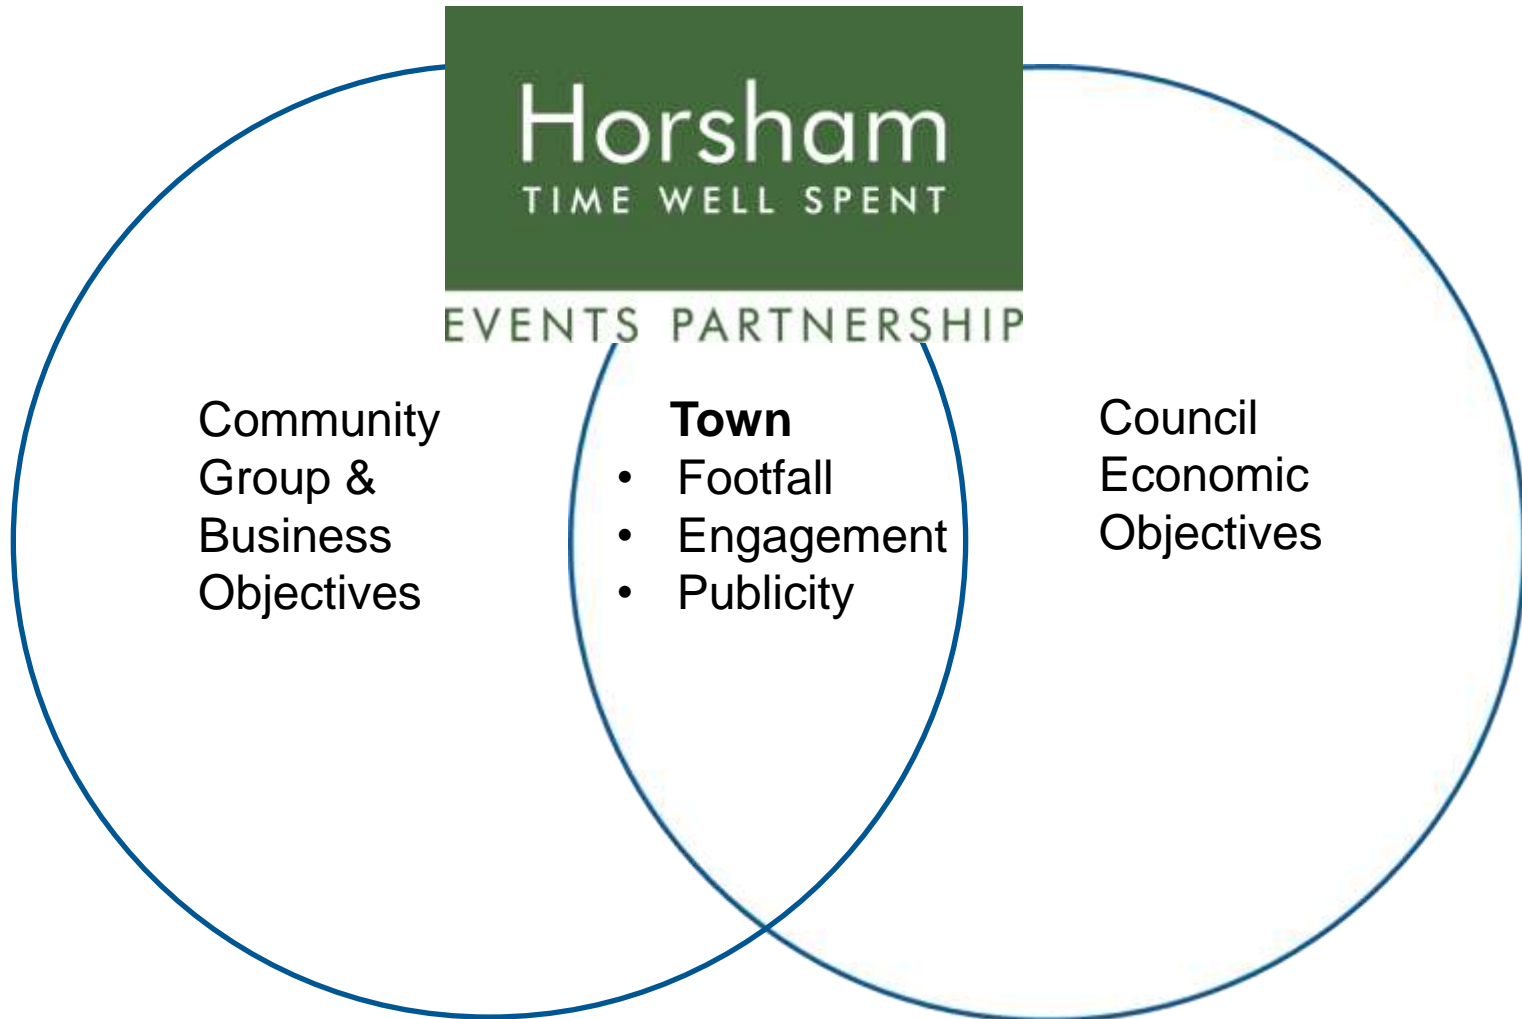 Horsham
TIME WELL SPENT
EVENTS PARTNERSHIP
Community
Group &
Business
Objectives
Town
• Footfall
• Engagement
• Publicity
Council
Economic
Objectives